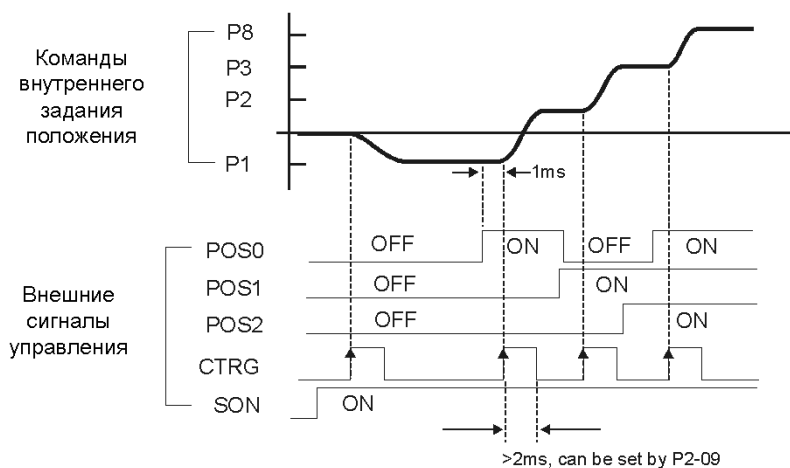 P8
Команды
внутреннего
задания
положения
P3
P2
P1
1ms
POS0
OFF
ON
OFF
ON
POS1
OFF
ON
Внешние
сигналы
управления
POS2
OFF
ON
CTRG
SON
ON
>2ms, can be set by P2-09